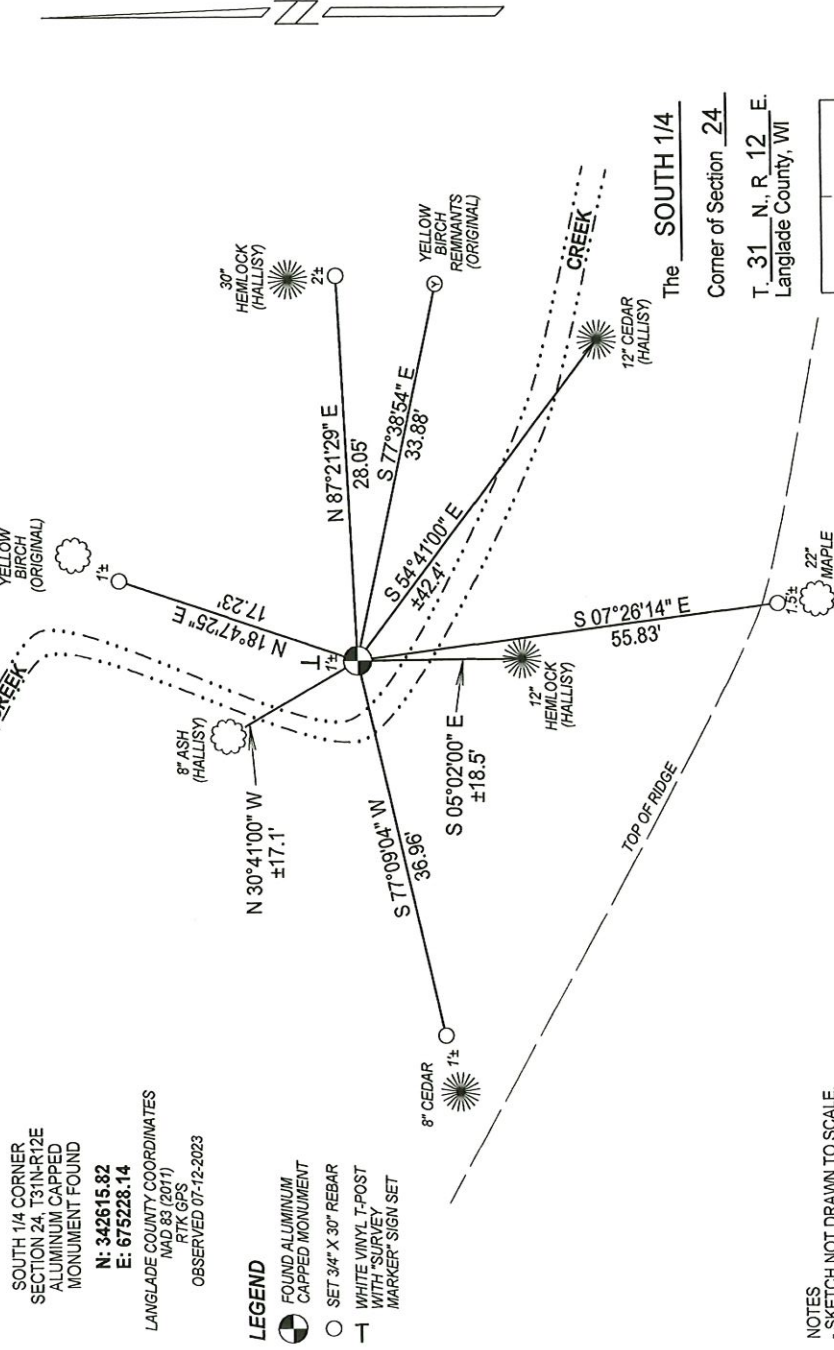 SOUTH 1/4 CORNER
SECTION 24, T31N-R12E
ALUMINUM CAPPED
MONUMENT FOUND
N: 342615.82
E: 675228.14
LANGLADE COUNTY COORDINATES
NAD 83 (2011)
RTK GPS
OBSERVED 07-12-2023
LEGEND
FOUND ALUMINUM
CAPPED MONUMENT
SET 3/4" X 30" REBAR
T WHITE VINYL T-POST
WITH "SURVEY
MARKER" SIGN SET
CREEK
YELLOW
BIRCH
(ORIGINAL)
1'±
N 18°47'25" E
17.23'
8" ASH
(HALLISY)
N 30°41'00" W
±17.1'
T
1'±
30"
HEMLOCK
(HALLISY)
2'±
N 87°21'29" E
28.05'
YELLOW
BIRCH
REMNANTS
(ORIGINAL)
Y
S 77°38'54" E
33.88'
S 54°41'00" E
±42.4'
CREEK
12" CEDAR
(HALLISY)
S 77°09'04" W
36.96'
8" CEDAR
1'±
S 05°02'00" E
±18.5'
12"
HEMLOCK
(HALLISY)
S 07°26'14" E
55.83'
1.5'±
22"
MAPLE
TOP OF RIDGE
N
The SOUTH 1/4
Corner of Section 24
T. 31 N., R 12 E.
Langlade County, WI
NOTES
- SKETCH NOT DRAWN TO SCALE